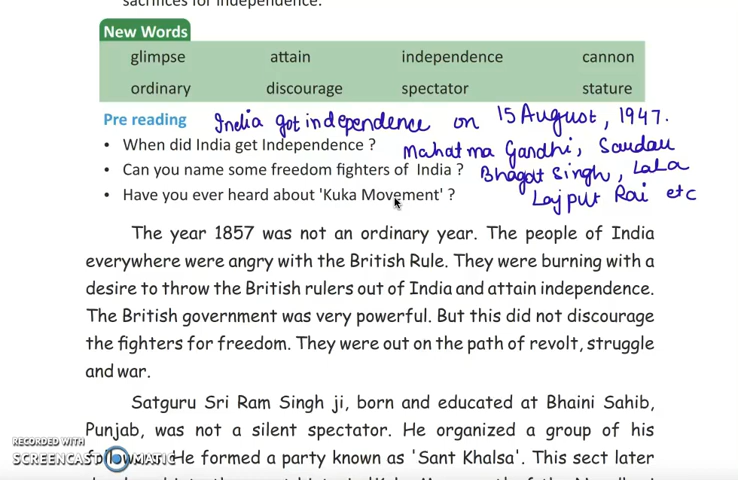 sacrifices for independence.
New Words
glimpse attain independence cannon
ordinary discourage spectator stature
Pre reading India got independence on 15 August, 1947.
• When did India get Independence ? Mahatma Gandhi, Sardar
• Can you name some freedom fighters of India ? Bhagat Singh, Lala
• Have you ever heard about 'Kuka Movement' ? Lajput Rai etc
The year 1857 was not an ordinary year. The people of India
everywhere were angry with the British Rule. They were burning with a
desire to throw the British rulers out of India and attain independence.
The British government was very powerful. But this did not discourage
the fighters for freedom. They were out on the path of revolt, struggle
and war.
Satguru Sri Ram Singh ji, born and educated at Bhaini Sahib,
Punjab, was not a silent spectator. He organized a group of his
He formed a party known as 'Sant Khalsa'. This sect later
RECORDED WITH
SCREENCAST MATIC